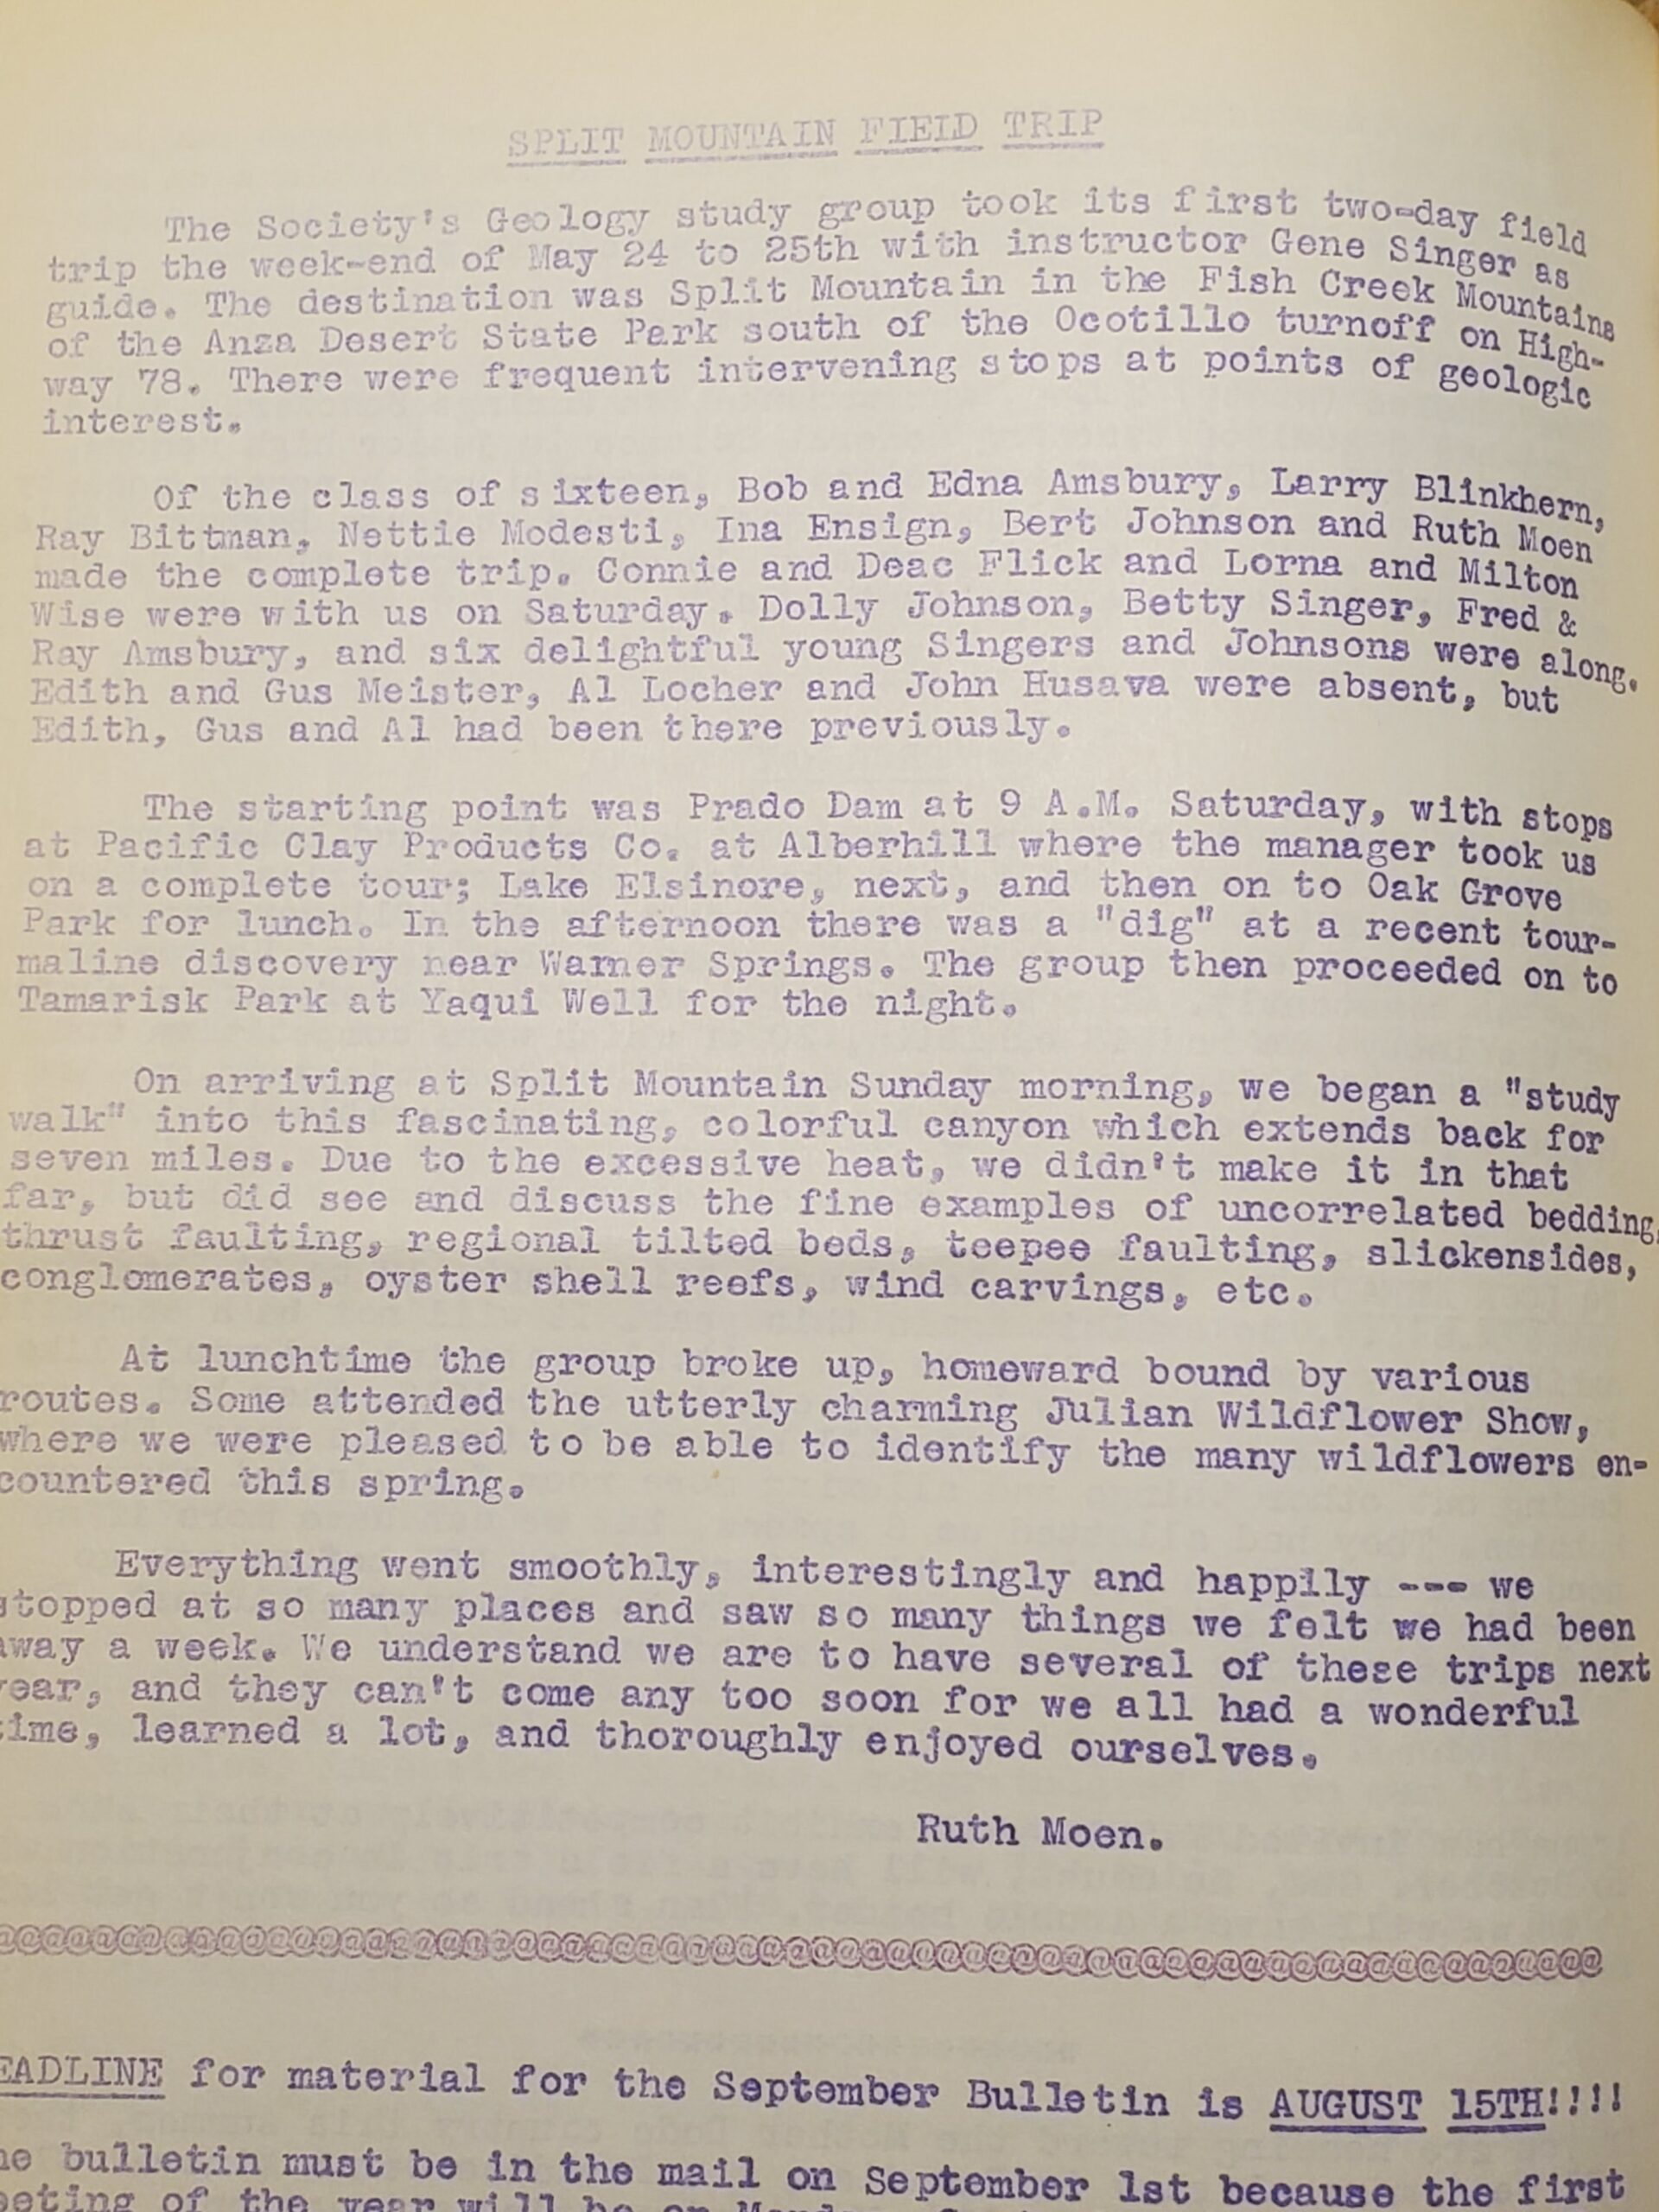 SPLIT MOUNTAIN FIELD TRIP
The Society's Geology study group took its first two-day field
trip the week-end of May 24 to 25th with instructor Gene Singer as
guide. The destination was Split Mountain in the Fish Creek Mountains
of the Anza Desert State Park south of the Ocotillo turnoff on High-
way 78. There were frequent intervening stops at points of geologic
interest.
Of the class of sixteen, Bob and Edna Amsbury, Larry Blinkhern,
Ray Bittman, Nettie Modesti, Ina Ensign, Bert Johnson and Ruth Moen
made the complete trip. Connie and Deac Flick and Lorna and Milton
Wise were with us on Saturday. Dolly Johnson, Betty Singer, Fred &
Ray Amsbury, and six delightful young Singers and Johnsons were along.
Edith and Gus Meister, Al Locher and John Husava were absent, but
Edith, Gus and Al had been there previously.
The starting point was Prado Dam at 9 A.M. Saturday, with stops
at Pacific Clay Products Co. at Alberhill where the manager took us
on a complete tour; Lake Elsinore, next, and then on to Oak Grove
Park for lunch. In the afternoon there was a "dig" at a recent tour-
maline discovery near Warner Springs. The group then proceeded on to
Tamarisk Park at Yaqui Well for the night.
On arriving at Split Mountain Sunday morning, we began a "study
walk" into this fascinating, colorful canyon which extends back for
seven miles. Due to the excessive heat, we didn't make it in that
far, but did see and discuss the fine examples of uncorrelated bedding,
thrust faulting, regional tilted beds, teepee faulting, slickensides,
conglomerates, oyster shell reefs, wind carvings, etc.
At lunchtime the group broke up, homeward bound by various
routes. Some attended the utterly charming Julian Wildflower Show,
where we were pleased to be able to identify the many wildflowers en-
countered this spring.
Everything went smoothly, interestingly and happily --- we
stopped at so many places and saw so many things we felt we had been
away a week. We understand we are to have several of these trips next
year, and they can't come any too soon for we all had a wonderful
time, learned a lot, and thoroughly enjoyed ourselves.
Ruth Moen.
EADLINE for material for the September Bulletin is AUGUST 15TH!!!!
he bulletin must be in the mail on September 1st because the first
eeting of the year will be on